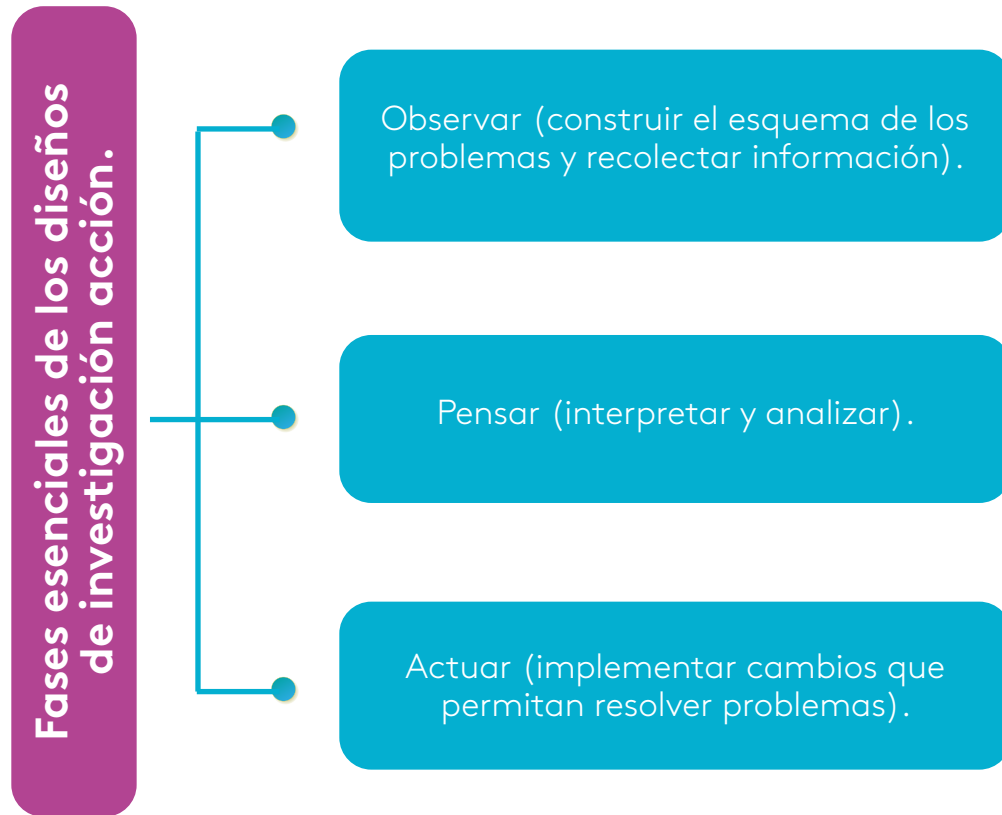 Fases esenciales de los diseños
de investigación acción.
Observar (construir el esquema de los
problemas y recolectar información).
Pensar (interpretar y analizar).
Actuar (implementar cambios que
permitan resolver problemas).